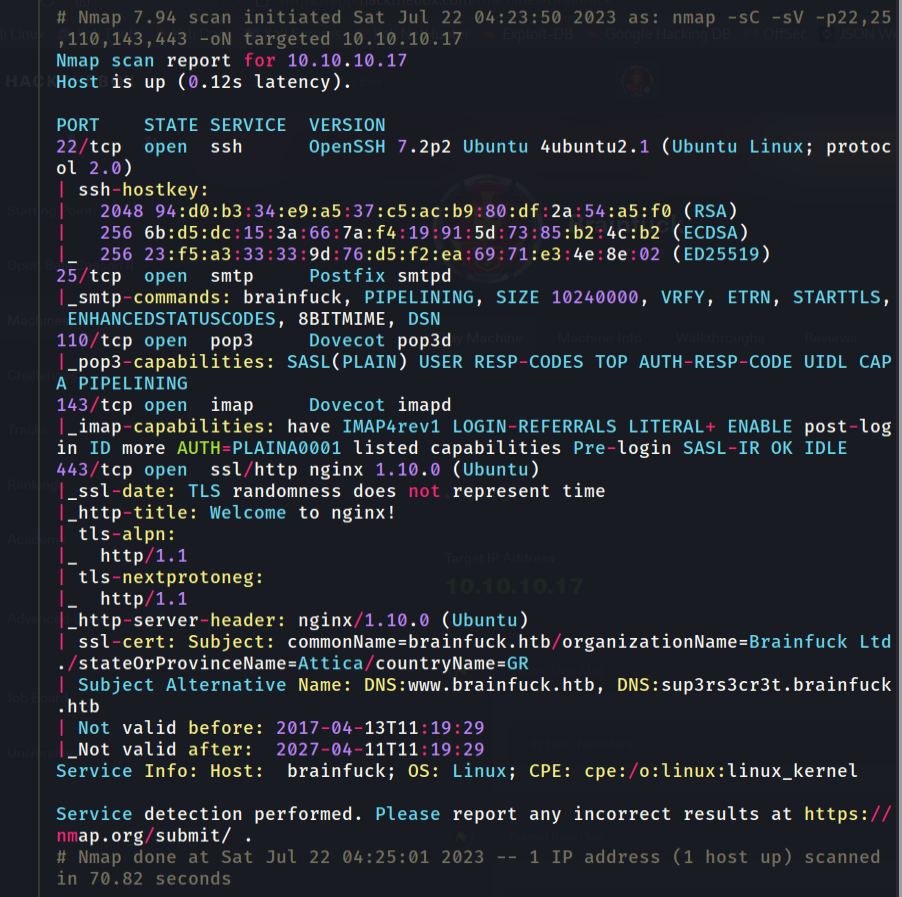 # Nmap 7.94 scan initiated Sat Jul 22 04:23:50 2023 as: nmap -sC -sV -p22,25
,110,143,443 -oN targeted 10.10.10.17
Nmap scan report for 10.10.10.17
Host is up (0.12s latency).
PORT    STATE SERVICE  VERSION
22/tcp  open  ssh      OpenSSH 7.2p2 Ubuntu 4ubuntu2.1 (Ubuntu Linux; protoc
ol 2.0)
| ssh-hostkey:
|   2048 94:d0:b3:34:e9:a5:37:c5:ac:b9:80:df:2a:54:a5:f0 (RSA)
|   256 6b:d5:dc:15:3a:66:7a:f4:19:91:5d:73:85:b2:4c:b2 (ECDSA)
|_  256 23:f5:a3:33:33:9d:76:d5:f2:ea:69:71:e3:4e:8e:02 (ED25519)
25/tcp  open  smtp     Postfix smtpd
|_smtp-commands: brainfuck, PIPELINING, SIZE 10240000, VRFY, ETRN, STARTTLS,
 ENHANCEDSTATUSCODES, 8BITMIME, DSN
110/tcp open  pop3     Dovecot pop3d
|_pop3-capabilities: SASL(PLAIN) USER RESP-CODES TOP AUTH-RESP-CODE UIDL CAP
A PIPELINING
143/tcp open  imap     Dovecot imapd
|_imap-capabilities: have IMAP4rev1 LOGIN-REFERRALS LITERAL+ ENABLE post-log
in ID more AUTH=PLAINA0001 listed capabilities Pre-login SASL-IR OK IDLE
443/tcp open  ssl/http nginx 1.10.0 (Ubuntu)
|_ssl-date: TLS randomness does not represent time
|_http-title: Welcome to nginx!
| tls-alpn:
|_  http/1.1
| tls-nextprotoneg:
|_  http/1.1
|_http-server-header: nginx/1.10.0 (Ubuntu)
| ssl-cert: Subject: commonName=brainfuck.htb/organizationName=Brainfuck Ltd
./stateOrProvinceName=Attica/countryName=GR
| Subject Alternative Name: DNS:www.brainfuck.htb, DNS:sup3rs3cr3t.brainfuck
.htb
| Not valid before: 2017-04-13T11:19:29
|_Not valid after:  2027-04-11T11:19:29
Service Info: Host:  brainfuck; OS: Linux; CPE: cpe:/o:linux:linux_kernel
Service detection performed. Please report any incorrect results at https://
nmap.org/submit/ .
# Nmap done at Sat Jul 22 04:25:01 2023 -- 1 IP address (1 host up) scanned
in 70.82 seconds
Target IP Address
10.10.10.17